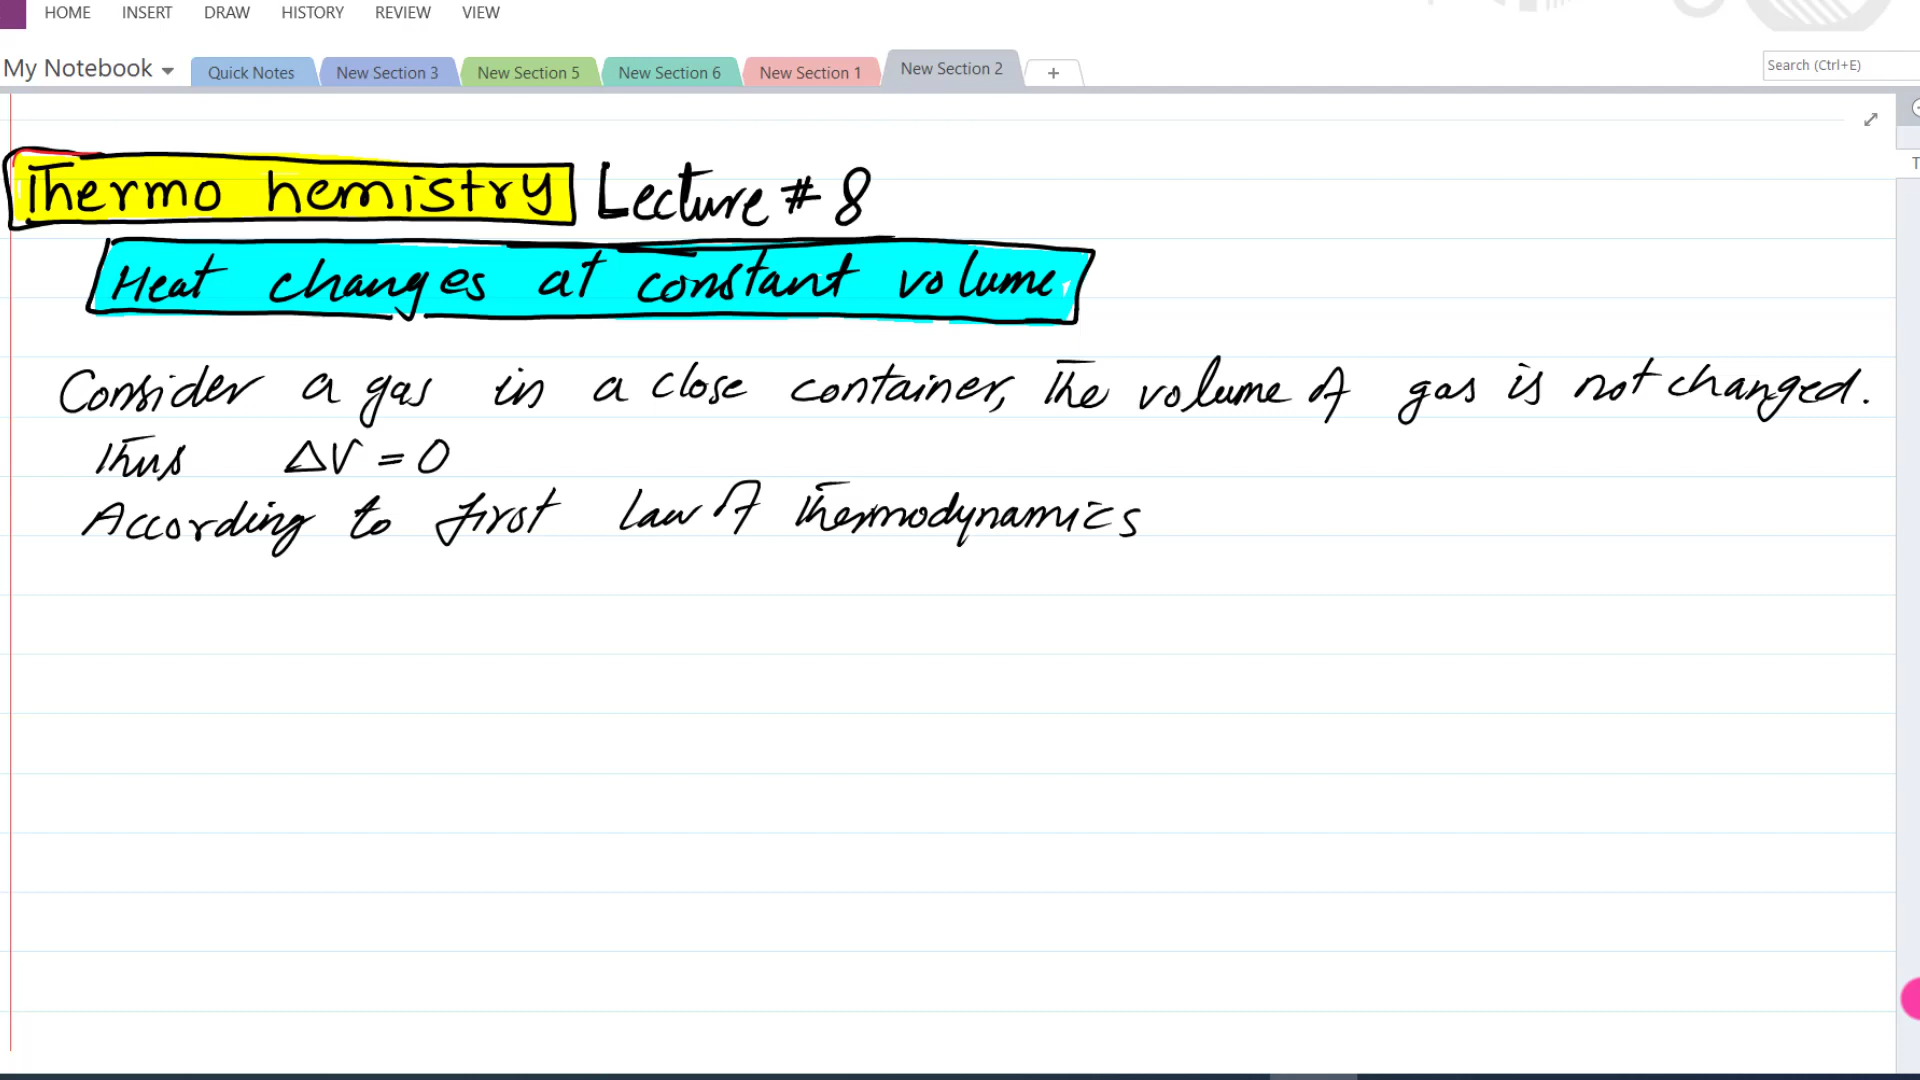 HOME INSERT DRAW HISTORY REVIEW VIEW
My Notebook Quick Notes New Section 3 New Section 5 New Section 6 New Section 1 New Section 2 + Search (Ctrl+E)
Thermo hemistry Lecture # 8
Heat changes at constant volume
Consider a gas in a close container, The volume of gas is not changed.
Thus ΔV = 0
According to first law of Thermodynamics